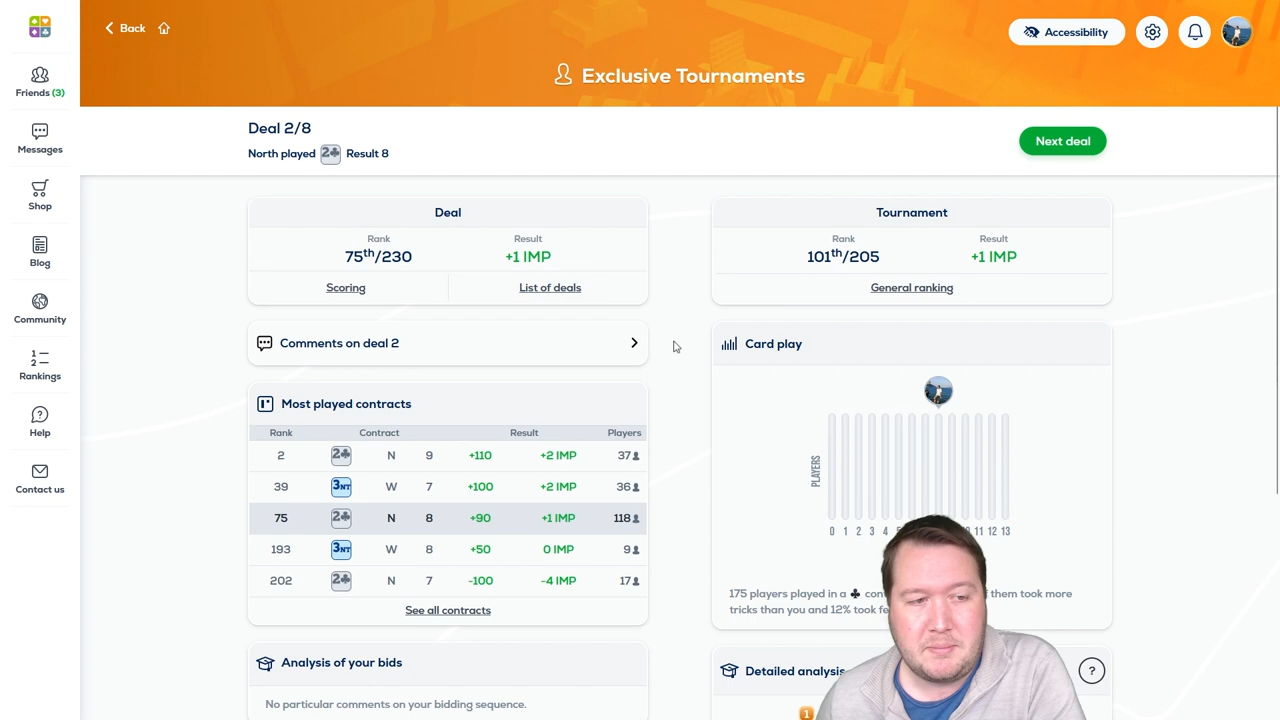 Back
Accessibility
Exclusive Tournaments
Friends (3)
Messages
Shop
Blog
Community
Rankings
Help
Contact us
Deal 2/8
North played 2♣ Result 8
Next deal
Deal
Rank Result
75th/230 +1 IMP
Scoring List of deals
Tournament
Rank Result
101th/205 +1 IMP
General ranking
Comments on deal 2
Most played contracts
Rank Contract Result Players
2 2♣ N 9 +110 +2 IMP 37
39 3NT W 7 +100 +2 IMP 36
75 2♣ N 8 +90 +1 IMP 118
193 3NT W 8 +50 0 IMP 9
202 2♣ N 7 -100 -4 IMP 17
See all contracts
Card play
PLAYERS
0 1 2 3 4 11 12 13
175 players played in a ♣ them took more
tricks than you and 12% took
Analysis of your bids
No particular comments on your bidding sequence.
Detailed analysis
?
1